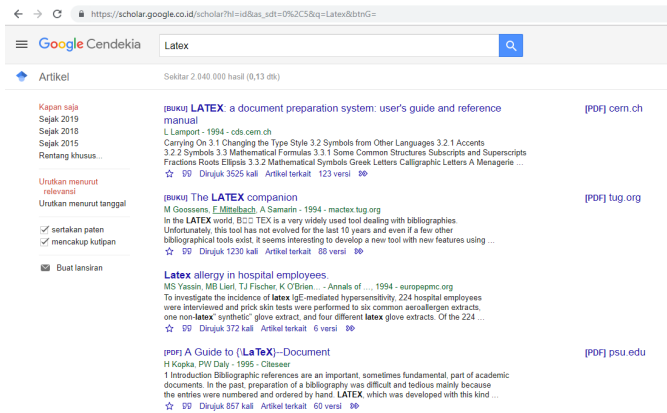 https://scholar.google.co.id/scholar?hl=id&as_sdt=0%2C5&q=Latex&btnG=
Google Cendekia
Latex
Artikel
Sekitar 2.040.000 hasil (0,13 dtk)
Kapan saja
Sejak 2019
Sejak 2018
Sejak 2015
Rentang khusus...
Urutkan menurut
relevansi
Urutkan menurut tanggal
sertakan paten
mencakup kutipan
Buat lansiran
[BUKU] LATEX: a document preparation system: user's guide and reference
manual
L Lamport - 1994 - cds.cern.ch
Carrying On 3.1 Changing the Type Style 3.2 Symbols from Other Languages 3.2.1 Accents
3.2.2 Symbols 3.3 Mathematical Formulas 3.3.1 Some Common Structures Subscripts and Superscripts
Fractions Roots Ellipsis 3.3.2 Mathematical Symbols Greek Letters Calligraphic Letters A Menagerie ...
Dirujuk 3525 kali Artikel terkait 123 versi
[PDF] cern.ch
[BUKU] The LATEX companion
M Goossens, F Mittelbach, A Samarin - 1994 - mactex.tug.org
In the LATEX world, B□□ TEX is a very widely used tool dealing with bibliographies.
Unfortunately, this tool has not evolved for the last 10 years and even if a few other
bibliographical tools exist, it seems interesting to develop a new tool with new features using ...
Dirujuk 1230 kali Artikel terkait 88 versi
[PDF] tug.org
Latex allergy in hospital employees.
MS Yassin, MB Lierl, TJ Fischer, K O'Brien... - Annals of ..., 1994 - europepmc.org
To investigate the incidence of latex IgE-mediated hypersensitivity, 224 hospital employees
were interviewed and prick skin tests were performed to six common aeroallergen extracts,
one non-latex" synthetic" glove extract, and four different latex glove extracts. Of the 224 ...
Dirujuk 372 kali Artikel terkait 6 versi
[PDF] A Guide to {\LaTeX}--Document
H Kopka, PW Daly - 1995 - Citeseer
1 Introduction Bibliographic references are an important, sometimes fundamental, part of academic
documents. In the past, preparation of a bibliography was difficult and tedious mainly because
the entries were numbered and ordered by hand. LATEX, which was developed with this kind ...
Dirujuk 857 kali Artikel terkait 60 versi
[PDF] psu.edu